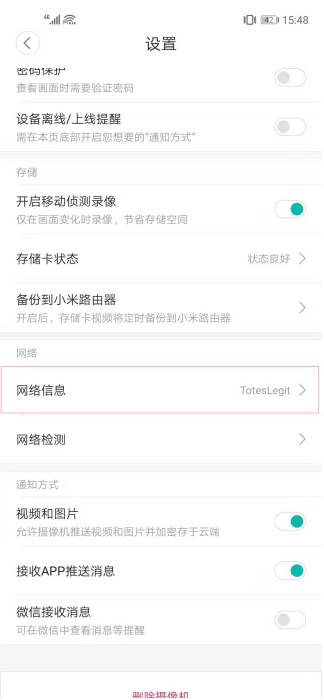 46 42 15:48
设置
密码保护
查看画面时需要验证密码
设备离线/上线提醒
需在本页底部开启您想要的“通知方式”
存储
开启移动侦测录像
仅在画面变化时录像，节省存储空间
存储卡状态 状态良好
备份到小米路由器
开启后，存储卡视频将定时备份到小米路由器
网络
网络信息 TotesLegit
网络检测
通知方式
视频和图片
允许摄像机推送视频和图片并加密存于云端
接收APP推送消息
微信接收消息
可在微信中查看消息等提醒
删除摄像机